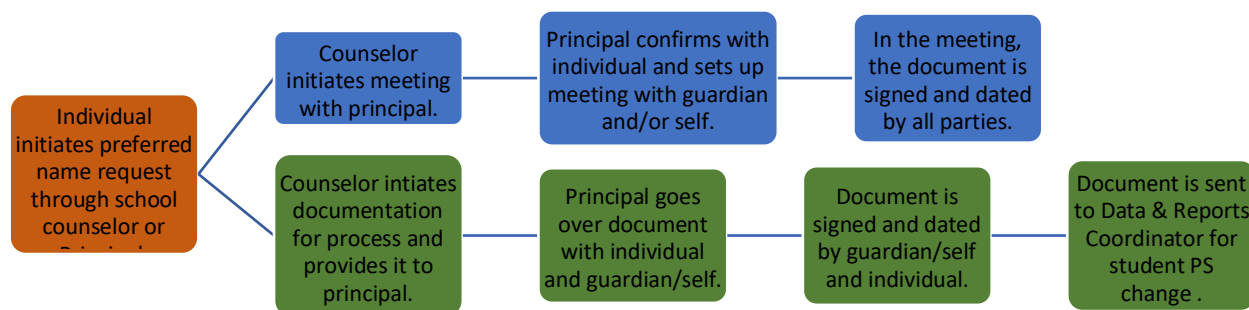 Individual
initiates preferred
name request
through school
counselor or
Counselor
initiates meeting
with principal.
Principal confirms with
individual and sets up
meeting with guardian
and/or self.
In the meeting,
the document is
signed and dated
by all parties.
Counselor intiates
documentation
for process and
provides it to
principal.
Principal goes
over document
with individual
and guardian/self.
Document is
signed and dated
by guardian/self
and individual.
Document is sent
to Data & Reports
Coordinator for
student PS
change .